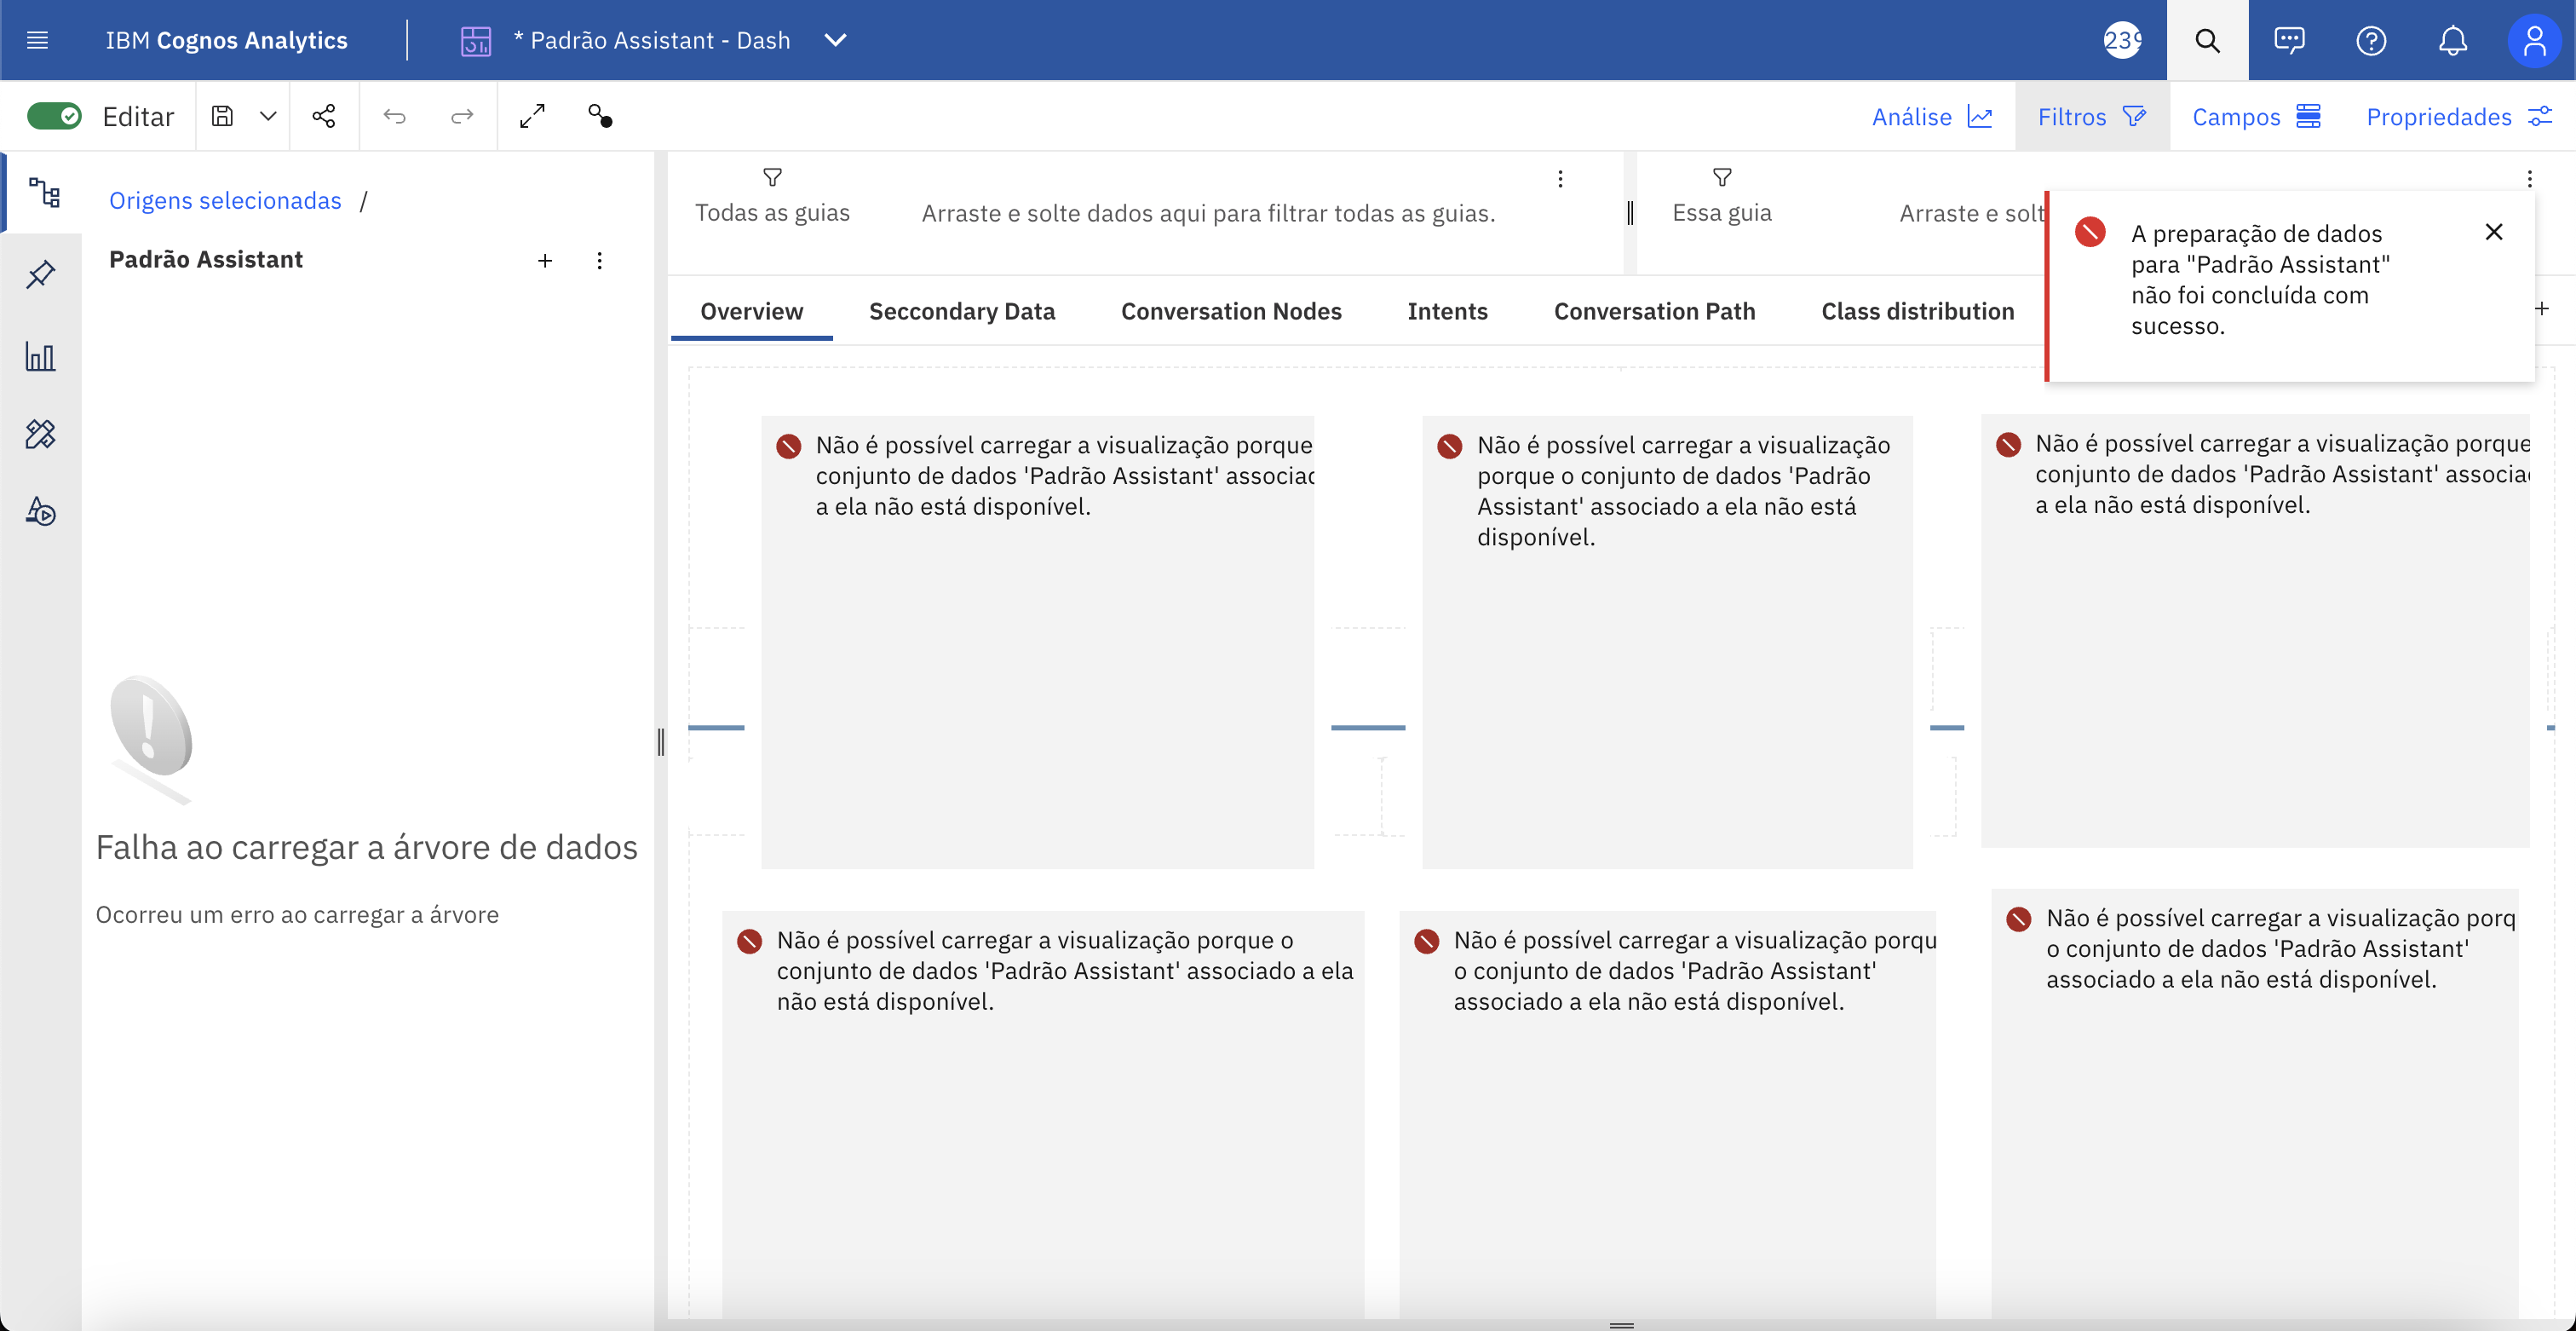 IBM Cognos Analytics
* Padrão Assistant - Dash
239
Editar
Análise
Filtros
Campos
Propriedades
Origens selecionadas /
Padrão Assistant
Falha ao carregar a árvore de dados
Ocorreu um erro ao carregar a árvore
Todas as guias
Arraste e solte dados aqui para filtrar todas as guias.
Essa guia
Arraste e solt
A preparação de dados
para "Padrão Assistant"
não foi concluída com
sucesso.
Overview
Seccondary Data
Conversation Nodes
Intents
Conversation Path
Class distribution
Não é possível carregar a visualização porque
conjunto de dados 'Padrão Assistant' associad
a ela não está disponível.
Não é possível carregar a visualização
porque o conjunto de dados 'Padrão
Assistant' associado a ela não está
disponível.
Não é possível carregar a visualização porque
conjunto de dados 'Padrão Assistant' associa
a ela não está disponível.
Não é possível carregar a visualização porque o
conjunto de dados 'Padrão Assistant' associado a ela
não está disponível.
Não é possível carregar a visualização porqu
o conjunto de dados 'Padrão Assistant'
associado a ela não está disponível.
Não é possível carregar a visualização porq
o conjunto de dados 'Padrão Assistant'
associado a ela não está disponível.